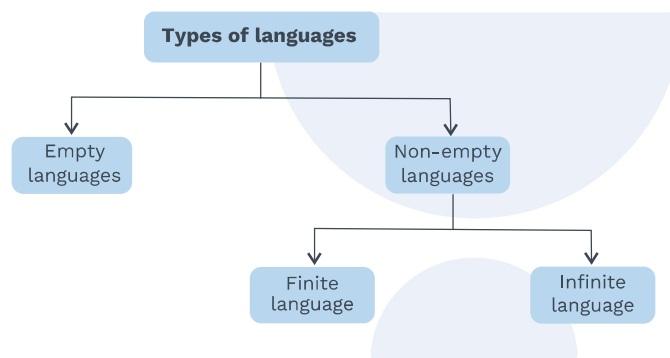 Types of languages
Empty
languages
Non-empty
languages
Finite
language
Infinite
language